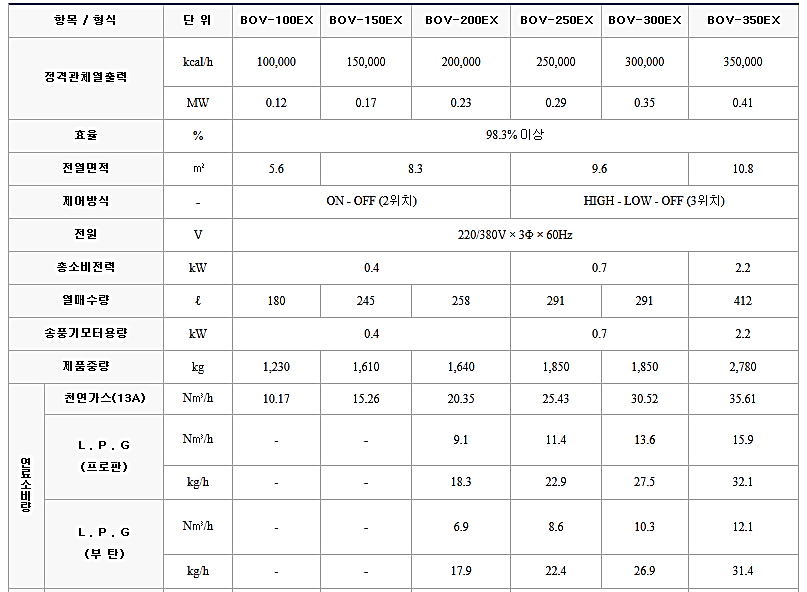 항목 / 형식 단 위 BOV-100EX BOV-150EX BOV-200EX BOV-250EX BOV-300EX BOV-350EX
정격관체열출력 kcal/h 100,000 150,000 200,000 250,000 300,000 350,000
MW 0.12 0.17 0.23 0.29 0.35 0.41
효율 % 98.3% 이상
전열면적 m² 5.6 8.3 9.6 10.8
제어방식 - ON - OFF (2위치) HIGH - LOW - OFF (3위치)
전원 V 220/380V × 3Φ × 60Hz
총소비전력 kW 0.4 0.7 2.2
열매수량 ℓ 180 245 258 291 291 412
송풍기모터용량 kW 0.4 0.7 2.2
제품중량 kg 1,230 1,610 1,640 1,850 1,850 2,780
연료소비량
천연가스(13A) Nm³/h 10.17 15.26 20.35 25.43 30.52 35.61
L . P . G
(프로판)
Nm³/h - - 9.1 11.4 13.6 15.9
kg/h - - 18.3 22.9 27.5 32.1
L . P . G
(부 탄)
Nm³/h - - 6.9 8.6 10.3 12.1
kg/h - - 17.9 22.4 26.9 31.4